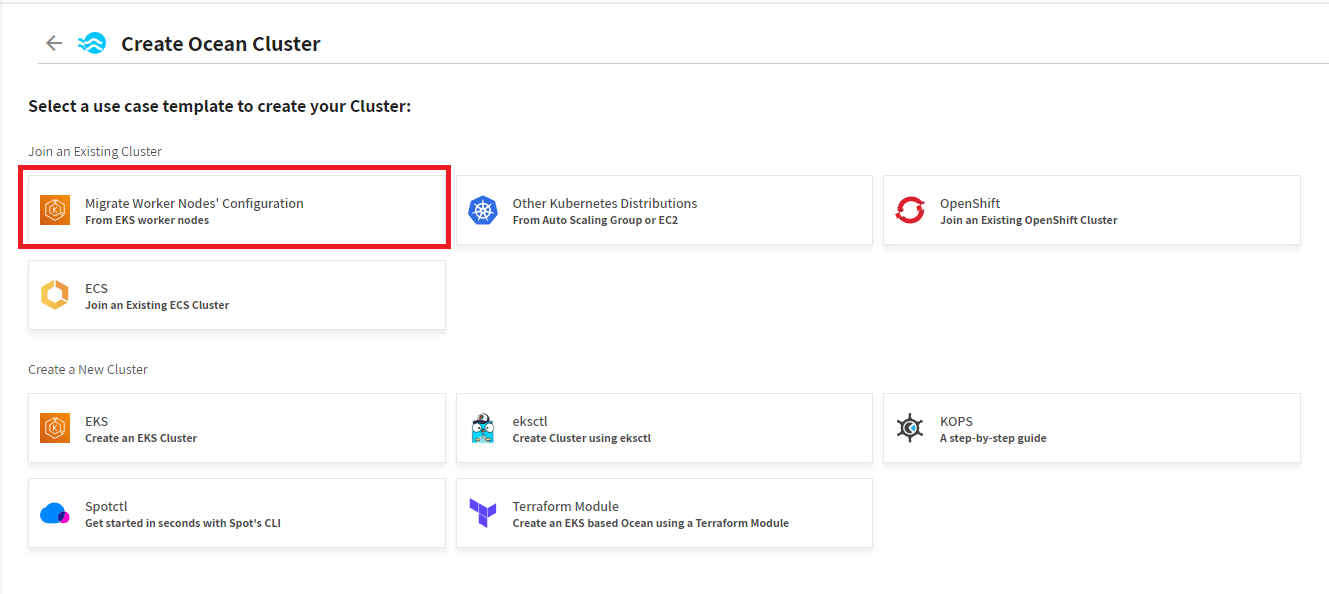 Create Ocean Cluster
Select a use case template to create your Cluster:
Join an Existing Cluster
Migrate Worker Nodes' Configuration
From EKS worker nodes
Other Kubernetes Distributions
From Auto Scaling Group or EC2
OpenShift
Join an Existing OpenShift Cluster
ECS
Join an Existing ECS Cluster
Create a New Cluster
EKS
Create an EKS Cluster
eksctl
Create Cluster using eksctl
KOPS
A step-by-step guide
Spotctl
Get started in seconds with Spot's CLI
Terraform Module
Create an EKS based Ocean using a Terraform Module